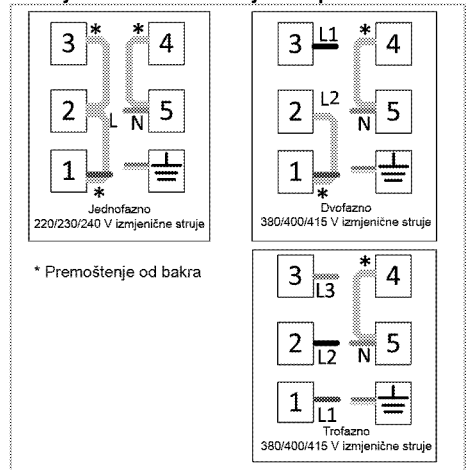 3 * * 4
2 L N 5
1 *
Jednofazno
220/230/240 V izmjenične struje
3 L1 * 4
2 L2 N 5
1 *
Dvofazno
380/400/415 V izmjenične struje
* Premoštenje od bakra
3 L3 * 4
2 L2 N 5
1 L1
Trofazno
380/400/415 V izmjenične struje